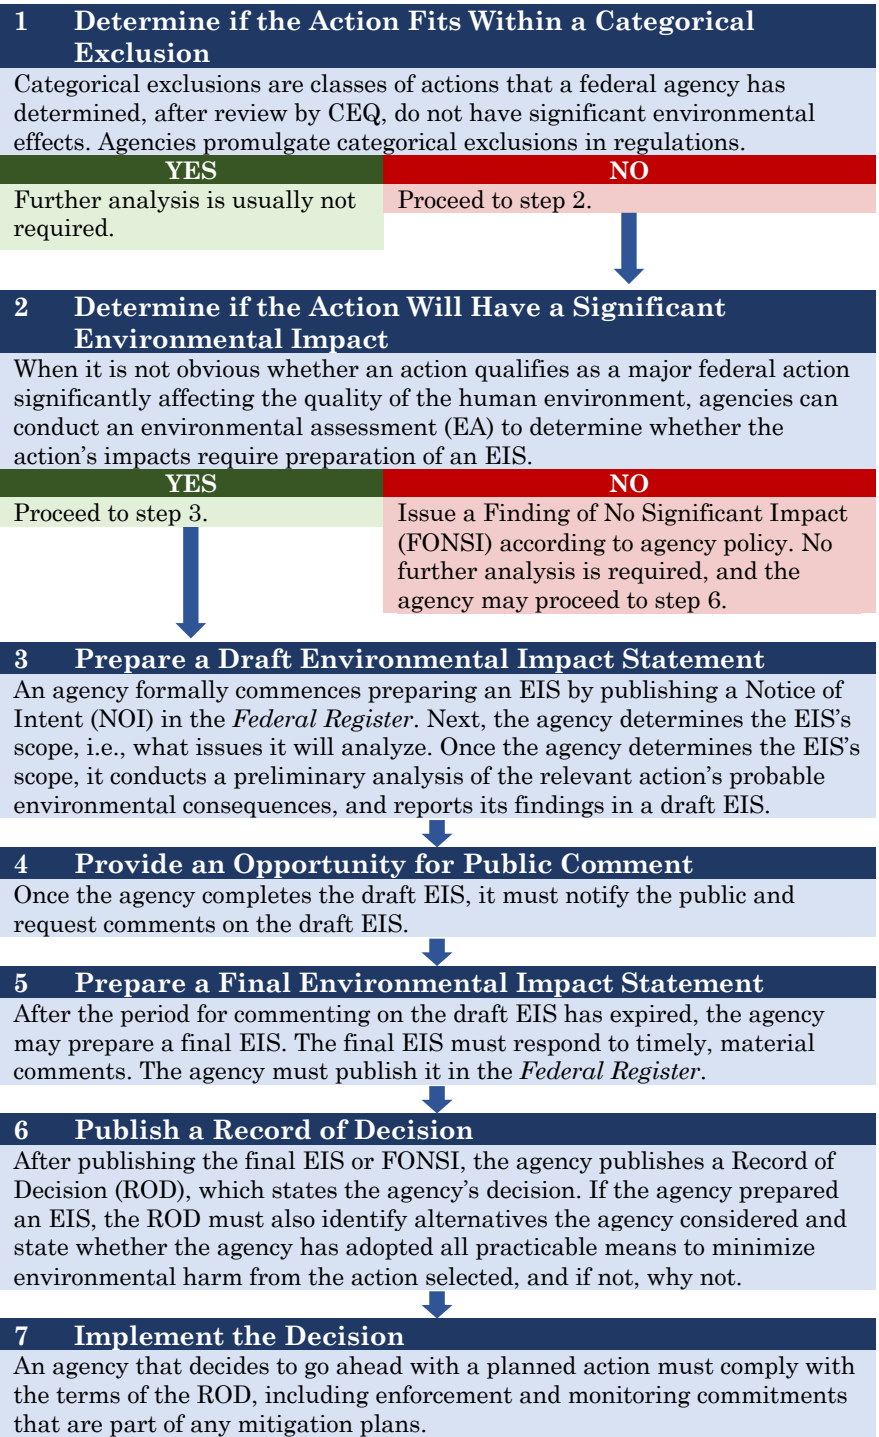 1 Determine if the Action Fits Within a Categorical
Exclusion
Categorical exclusions are classes of actions that a federal agency has
determined, after review by CEQ, do not have significant environmental
effects. Agencies promulgate categorical exclusions in regulations.
YES
Further analysis is usually not
required.
NO
Proceed to step 2.
2 Determine if the Action Will Have a Significant
Environmental Impact
When it is not obvious whether an action qualifies as a major federal action
significantly affecting the quality of the human environment, agencies can
conduct an environmental assessment (EA) to determine whether the
action's impacts require preparation of an EIS.
YES
Proceed to step 3.
NO
Issue a Finding of No Significant Impact
(FONSI) according to agency policy. No
further analysis is required, and the
agency may proceed to step 6.
3 Prepare a Draft Environmental Impact Statement
An agency formally commences preparing an EIS by publishing a Notice of
Intent (NOI) in the Federal Register. Next, the agency determines the EIS's
scope, i.e., what issues it will analyze. Once the agency determines the EIS's
scope, it conducts a preliminary analysis of the relevant action's probable
environmental consequences, and reports its findings in a draft EIS.
4 Provide an Opportunity for Public Comment
Once the agency completes the draft EIS, it must notify the public and
request comments on the draft EIS.
5 Prepare a Final Environmental Impact Statement
After the period for commenting on the draft EIS has expired, the agency
may prepare a final EIS. The final EIS must respond to timely, material
comments. The agency must publish it in the Federal Register.
6 Publish a Record of Decision
After publishing the final EIS or FONSI, the agency publishes a Record of
Decision (ROD), which states the agency's decision. If the agency prepared
an EIS, the ROD must also identify alternatives the agency considered and
state whether the agency has adopted all practicable means to minimize
environmental harm from the action selected, and if not, why not.
7 Implement the Decision
An agency that decides to go ahead with a planned action must comply with
the terms of the ROD, including enforcement and monitoring commitments
that are part of any mitigation plans.